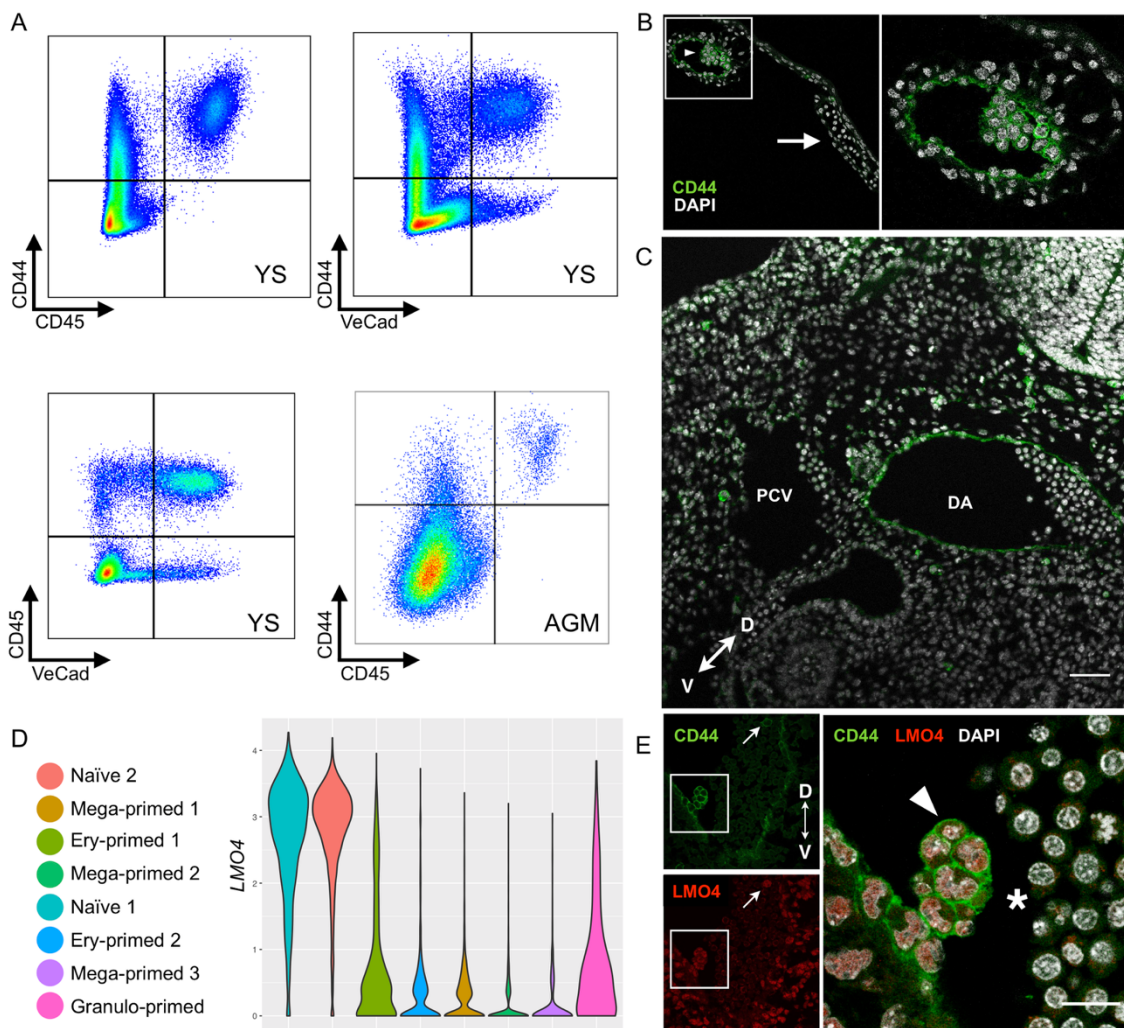 A
CD44
CD45
YS
CD44
VeCad
YS
CD45
VeCad
YS
CD44
CD45
AGM
B
CD44
DAPI
C
PCV
DA
D
V
D
Naïve 2
Mega-primed 1
Ery-primed 1
Mega-primed 2
Naïve 1
Ery-primed 2
Mega-primed 3
Granulo-primed
LMO4
4
3
2
1
0
E
CD44
D
V
LMO4
CD44 LMO4 DAPI
*